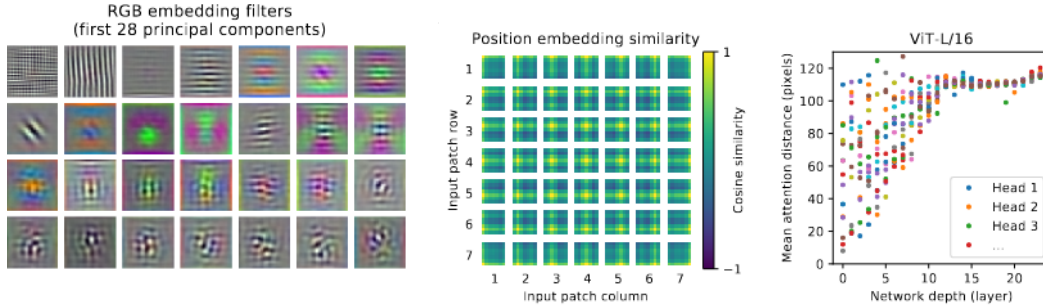 RGB embedding filters
(first 28 principal components)
Position embedding similarity
1
2
3
4
5
6
7
Input patch row
1 2 3 4 5 6 7
Input patch column
1
−1
Cosine similarity
ViT-L/16
120
100
80
60
40
20
0
Mean attention distance (pixels)
Head 1
Head 2
Head 3
...
0 5 10 15 20
Network depth (layer)